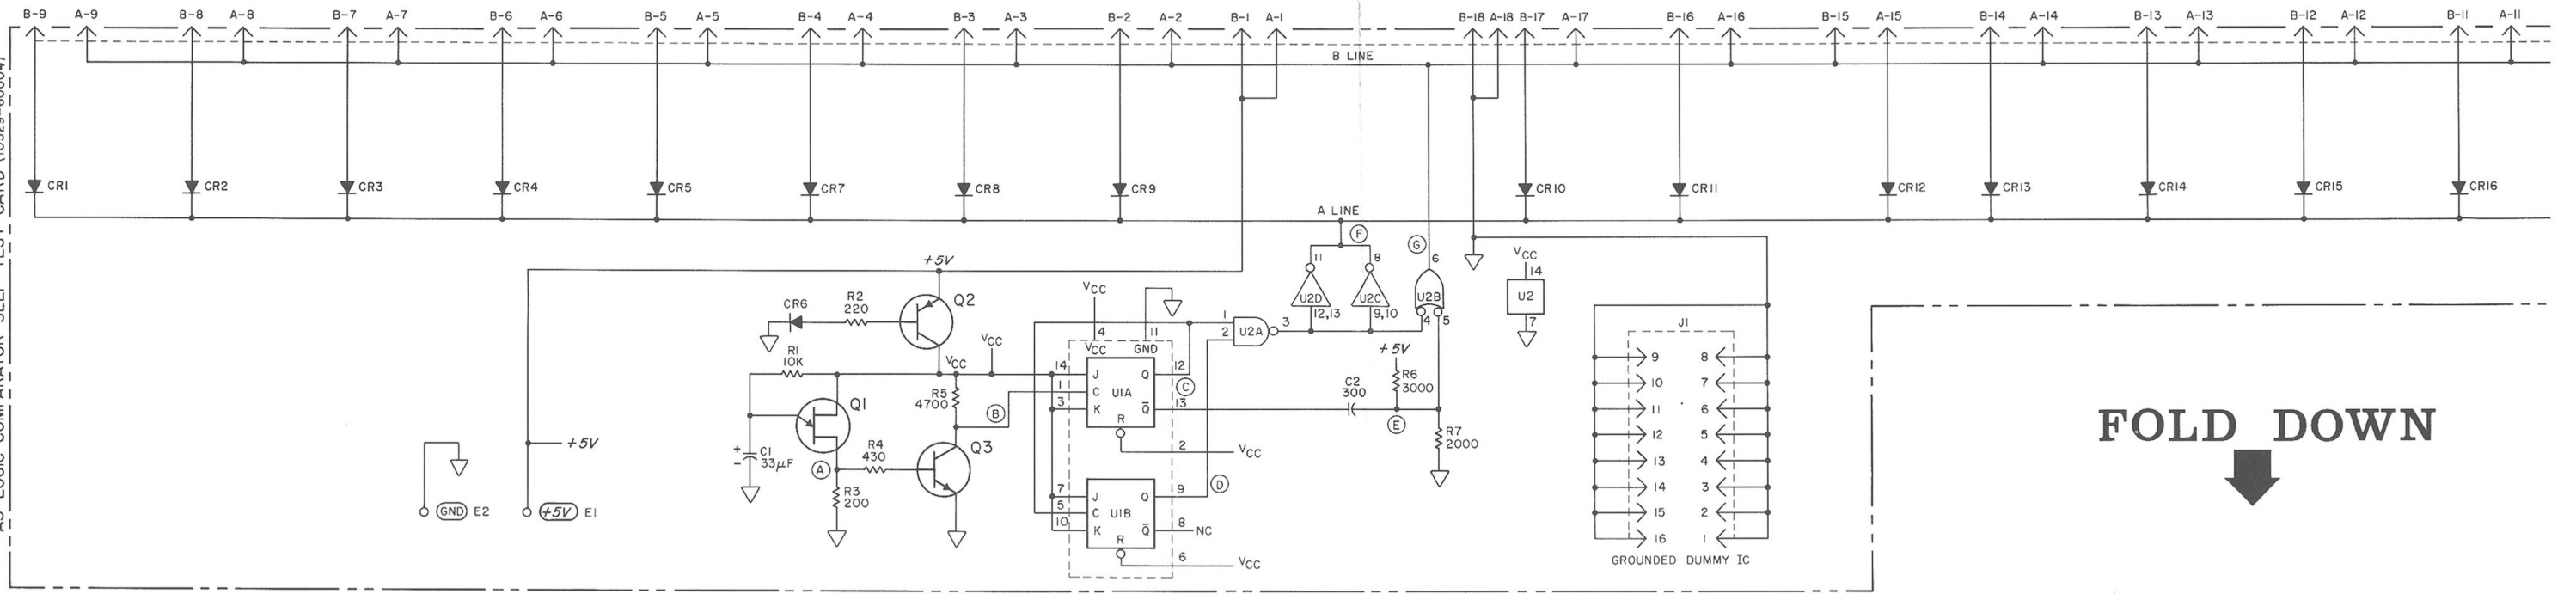 B-9 A-9 B-8 A-8 B-7 A-7 B-6 A-6 B-5 A-5 B-4 A-4 B-3 A-3 B-2 A-2 B-1 A-1 B-18 A-18 B-17 A-17 B-16 A-16 B-15 A-15 B-14 A-14 B-13 A-13 B-12 A-12 B-11 A-11
B LINE
CR1 CR2 CR3 CR4 CR5 CR7 CR8 CR9 CR10 CR11 CR12 CR13 CR14 CR15 CR16
A LINE
LOGIC COMPARATOR SELF TEST CARD
F
G
+5V
11 8 6
VCC
14
U2
7
CR6
R2
220
Q2
VCC
U2D U2C U2B
12,13 9,10 4 5
4 11
VCC GND
1
2
U2A
3
R1
10K
VCC
VCC
J1
14 J Q 12
C
1 C U1A
3 K Q 13
R
2 VCC
R5
4700
B
Q1
+
-
C1
33µF
A
R4
430
Q3
R3
200
+5V
R6
3000
C2
300
E
R7
2000
+5V
GND E2
+5V E1
7 J Q 9
D
5 C U1B
10 K Q 8 NC
R
6 VCC
9 8
10 7
11 6
12 5
13 4
14 3
15 2
16 1
GROUNDED DUMMY IC
FOLD DOWN